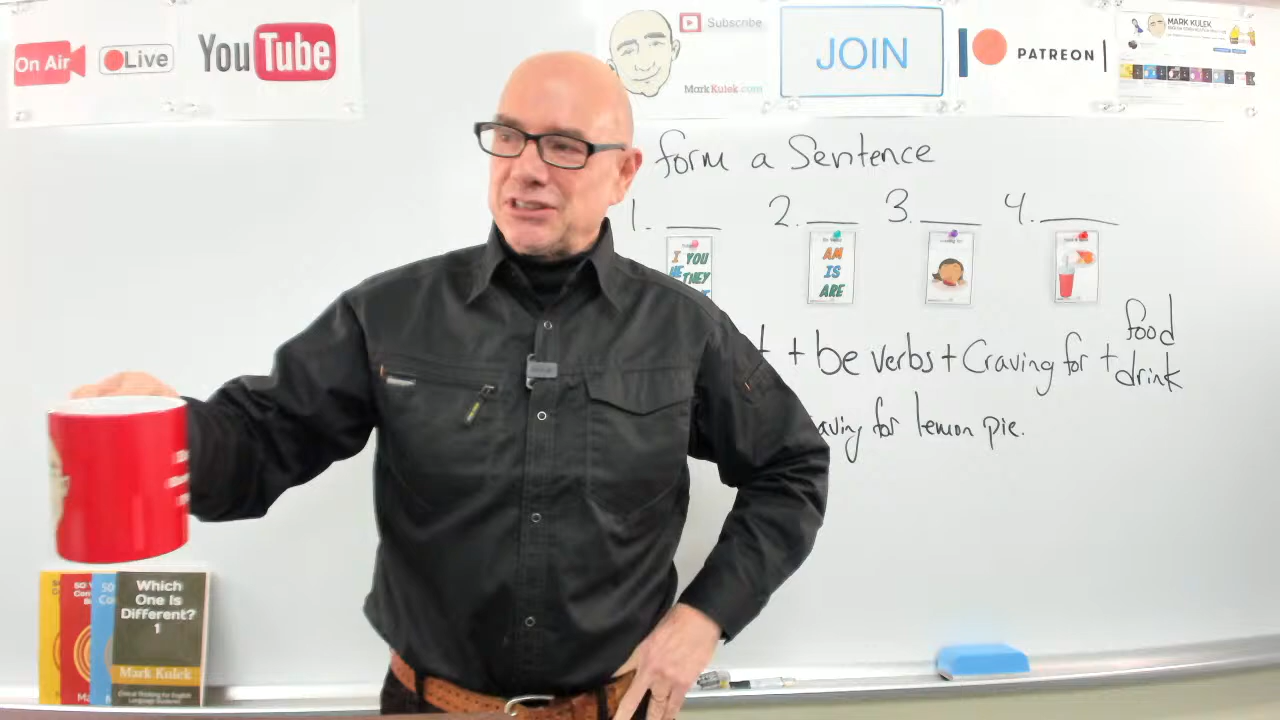 On Air
Live
YouTube
Subscribe
MarkKulek.com
JOIN
PATREON
MARK KULEK
form a Sentence
1. 2. 3. 4.
I YOU
HE THEY
AM
IS
ARE
+ be verbs + Craving for + food
drink
aving for lemon pie.
Which
One Is
Different?
1
Mark Kulek
Critical Thinking for English
Language Students